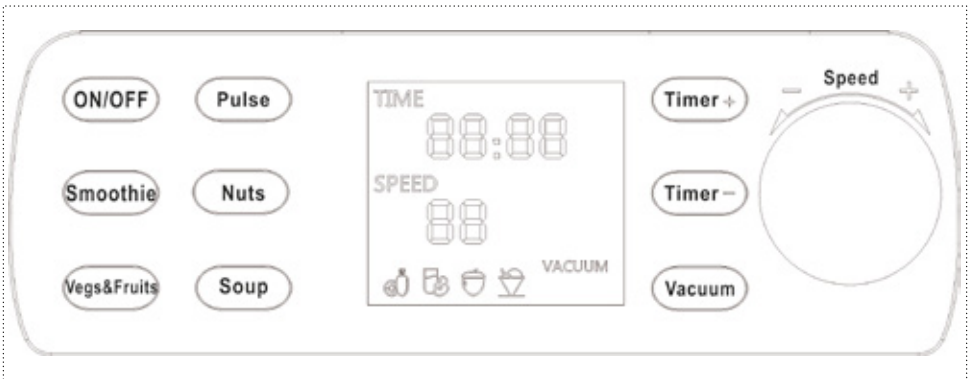 ON/OFF
Pulse
Smoothie
Nuts
Vegs&Fruits
Soup
TIME
88:88
SPEED
88
VACUUM
Timer+
Timer-
Vacuum
Speed
- +